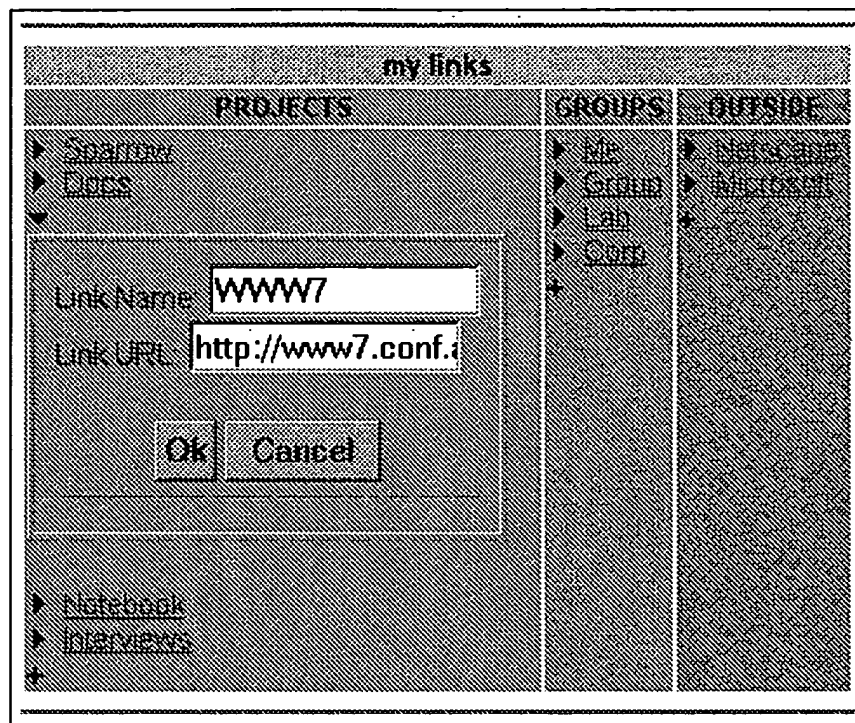 my links
PROJECTS
Sparrow
Docs
Link Name: WWW7
Link URL: http://www7.conf.a
Ok Cancel
Notebook
Interviews
+
GROUPS
Me
Group
Lab
Corp
+
OUTSIDE
Netscape
Microsoft
+